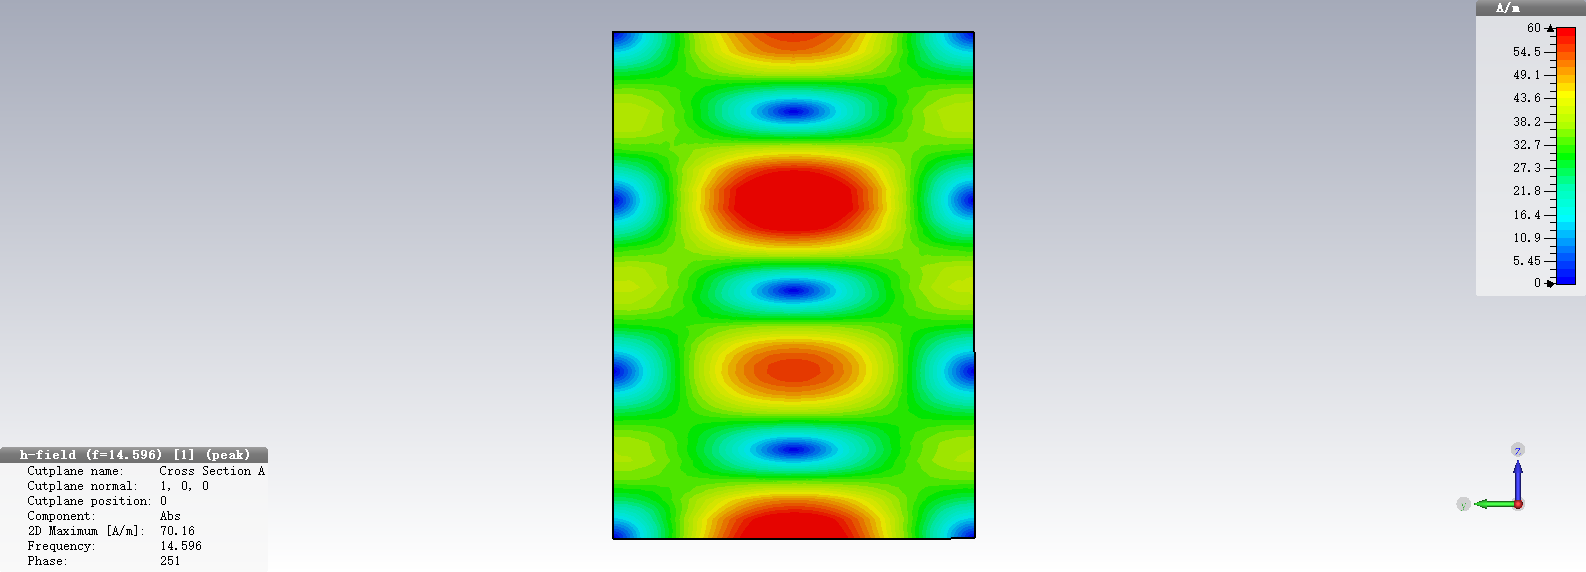 A/m
60
54.5
49.1
43.6
38.2
32.7
27.3
21.8
16.4
10.9
5.45
0
h-field (f=14.596) [1] (peak)
Cutplane name: Cross Section A
Cutplane normal: 1, 0, 0
Cutplane position: 0
Component: Abs
2D Maximum [A/m]: 70.16
Frequency: 14.596
Phase: 251
z
y